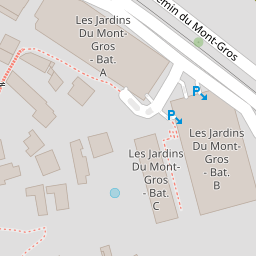 Chemin du Mont-Gros
Les Jardins
Du Mont-
Gros
- Bat.
A
P
P
Les Jardins
Du Mont-
Gros
- Bat.
B
Les Jardins
Du Mont-
Gros
- Bat.
C